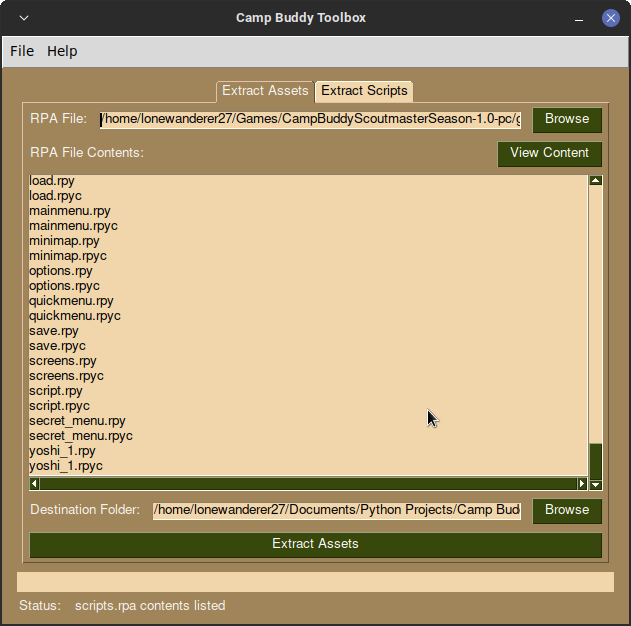 Camp Buddy Toolbox
File Help
Extract Assets Extract Scripts
RPA File: /home/lonewanderer27/Games/CampBuddyScoutmasterSeason-1.0-pc/g Browse
RPA File Contents: View Content
load.rpy
load.rpyc
mainmenu.rpy
mainmenu.rpyc
minimap.rpy
minimap.rpyc
options.rpy
options.rpyc
quickmenu.rpy
quickmenu.rpyc
save.rpy
save.rpyc
screens.rpy
screens.rpyc
script.rpy
script.rpyc
secret_menu.rpy
secret_menu.rpyc
yoshi_1.rpy
yoshi_1.rpyc
Destination Folder: /home/lonewanderer27/Documents/Python Projects/Camp Bud Browse
Extract Assets
Status: scripts.rpa contents listed